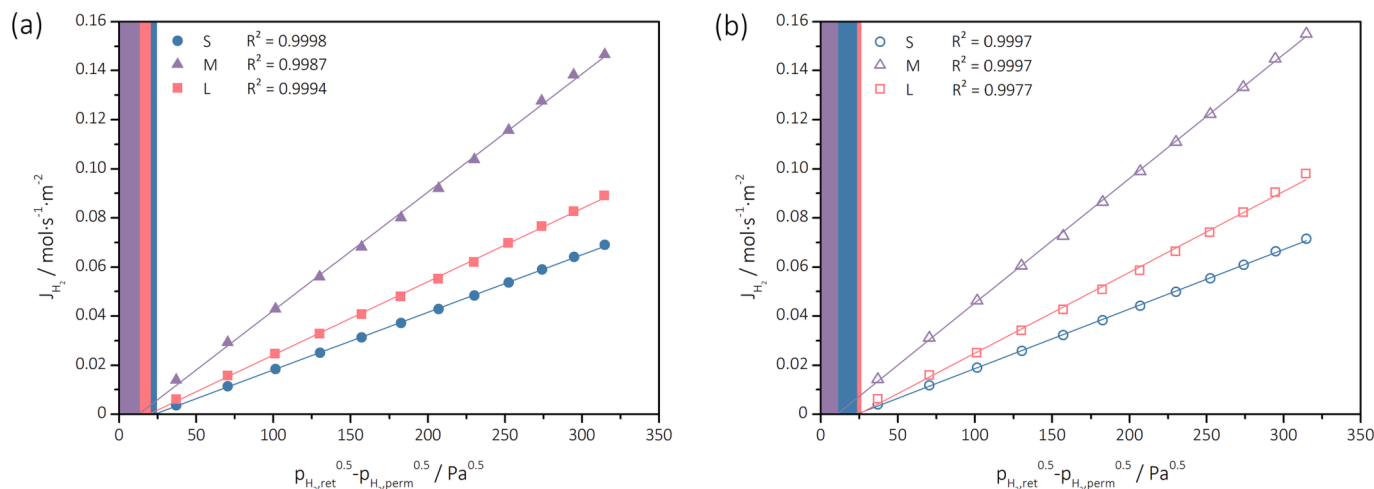 (a)
0.16
0.14
0.12
0.10
0.08
0.06
0.04
0.02
0
J_H₂ / mol·s⁻¹·m⁻²
S R² = 0.9998
M R² = 0.9987
L R² = 0.9994
0 50 100 150 200 250 300 350
p_H₂,ret^0.5-p_H₂,perm^0.5 / Pa^0.5
(b)
0.16
0.14
0.12
0.10
0.08
0.06
0.04
0.02
0
J_H₂ / mol·s⁻¹·m⁻²
S R² = 0.9997
M R² = 0.9997
L R² = 0.9977
0 50 100 150 200 250 300 350
p_H₂,ret^0.5-p_H₂,perm^0.5 / Pa^0.5